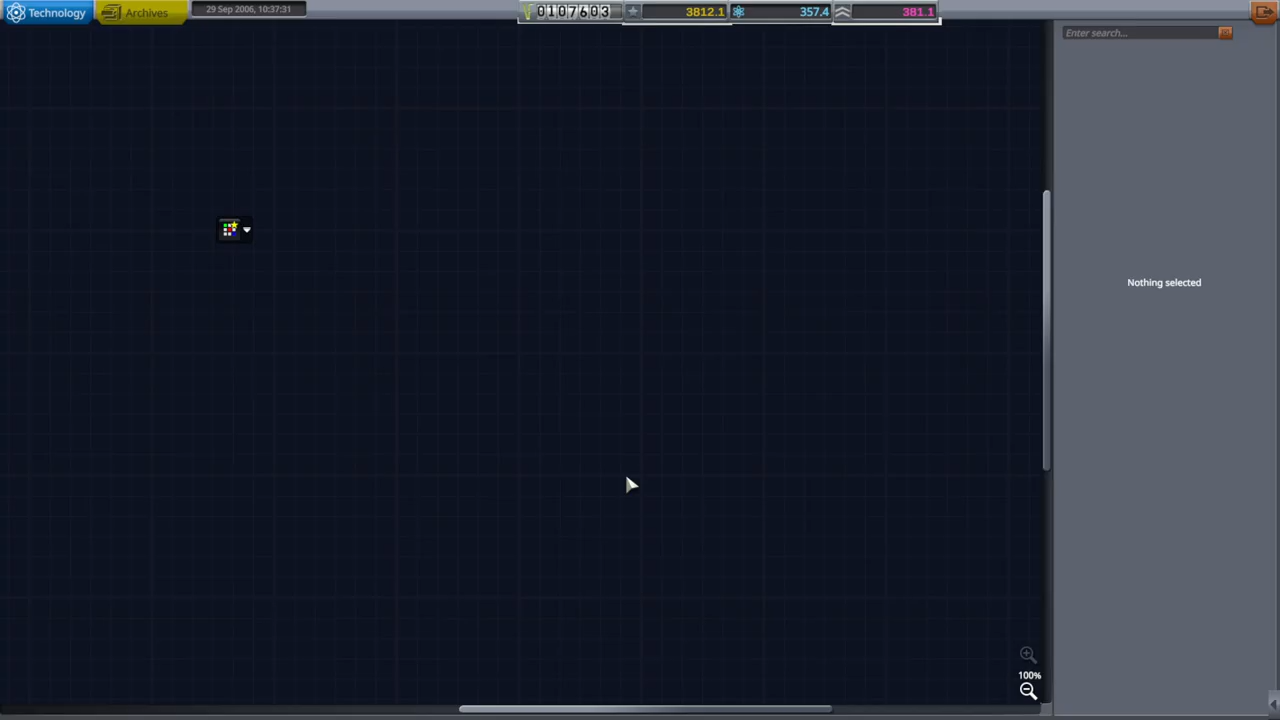 Technology
Archives
29 Sep 2006, 10:37:31
0107603
3812.1
357.4
381.1
Enter search...
Nothing selected
100%